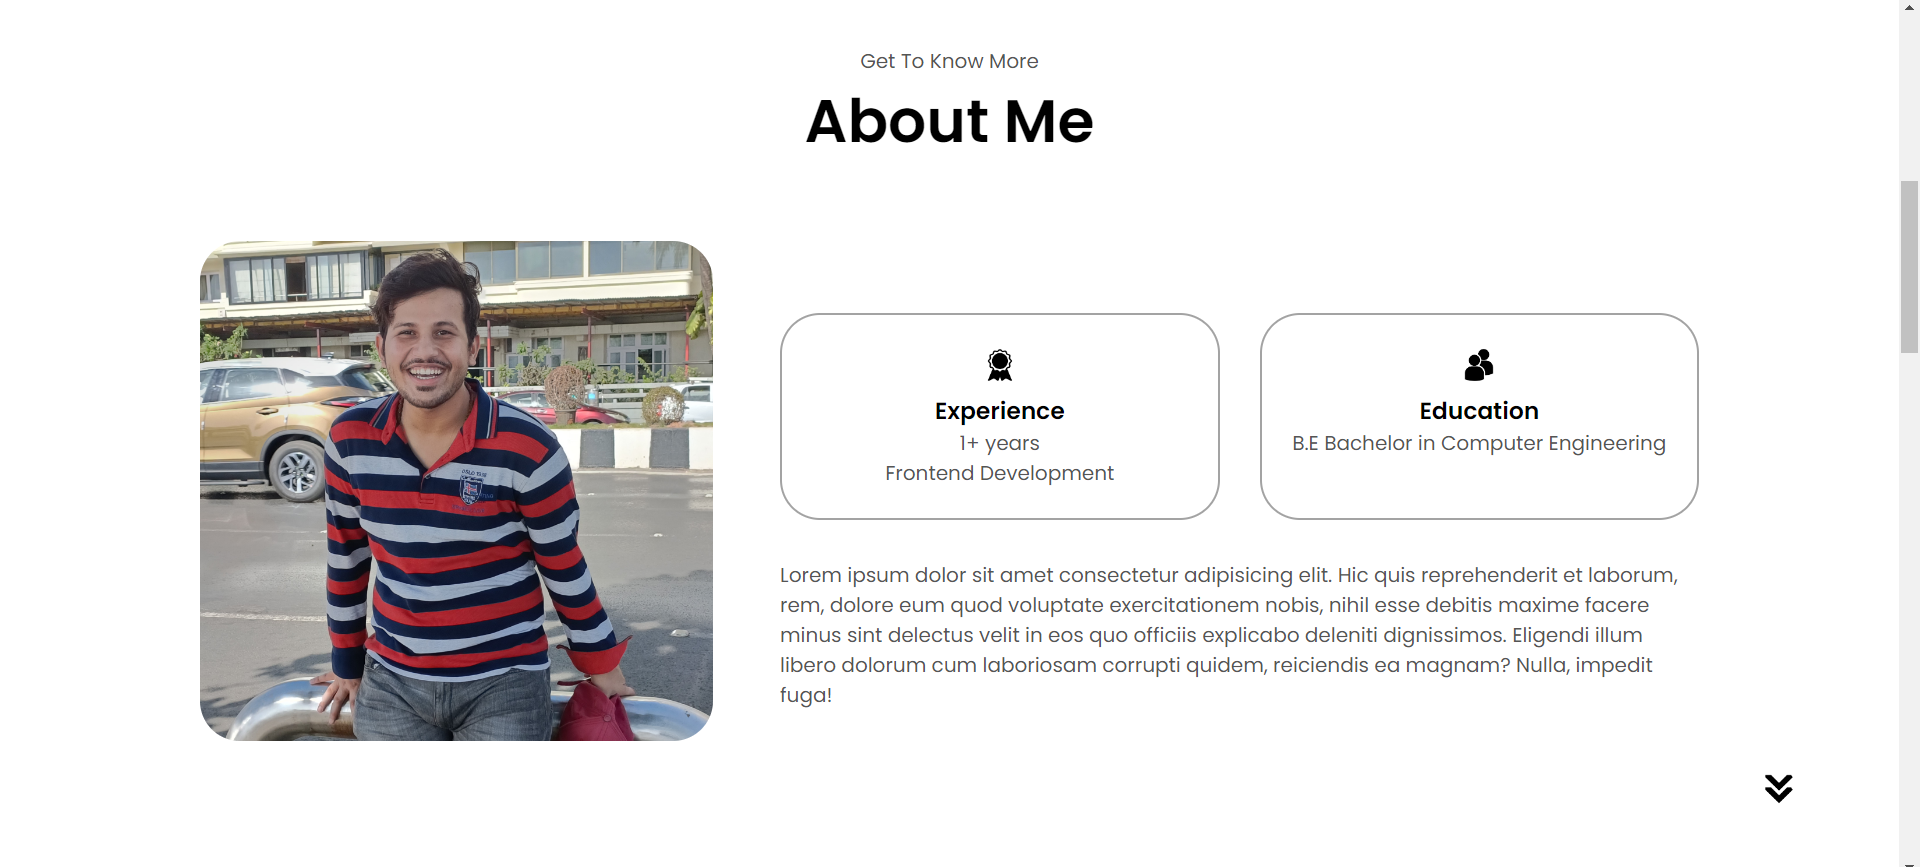 Get To Know More
About Me
Experience
1+ years
Frontend Development
Education
B.E Bachelor in Computer Engineering
Lorem ipsum dolor sit amet consectetur adipisicing elit. Hic quis reprehenderit et laborum,
rem, dolore eum quod voluptate exercitationem nobis, nihil esse debitis maxime facere
minus sint delectus velit in eos quo officiis explicabo deleniti dignissimos. Eligendi illum
libero dolorum cum laboriosam corrupti quidem, reiciendis ea magnam? Nulla, impedit
fuga!